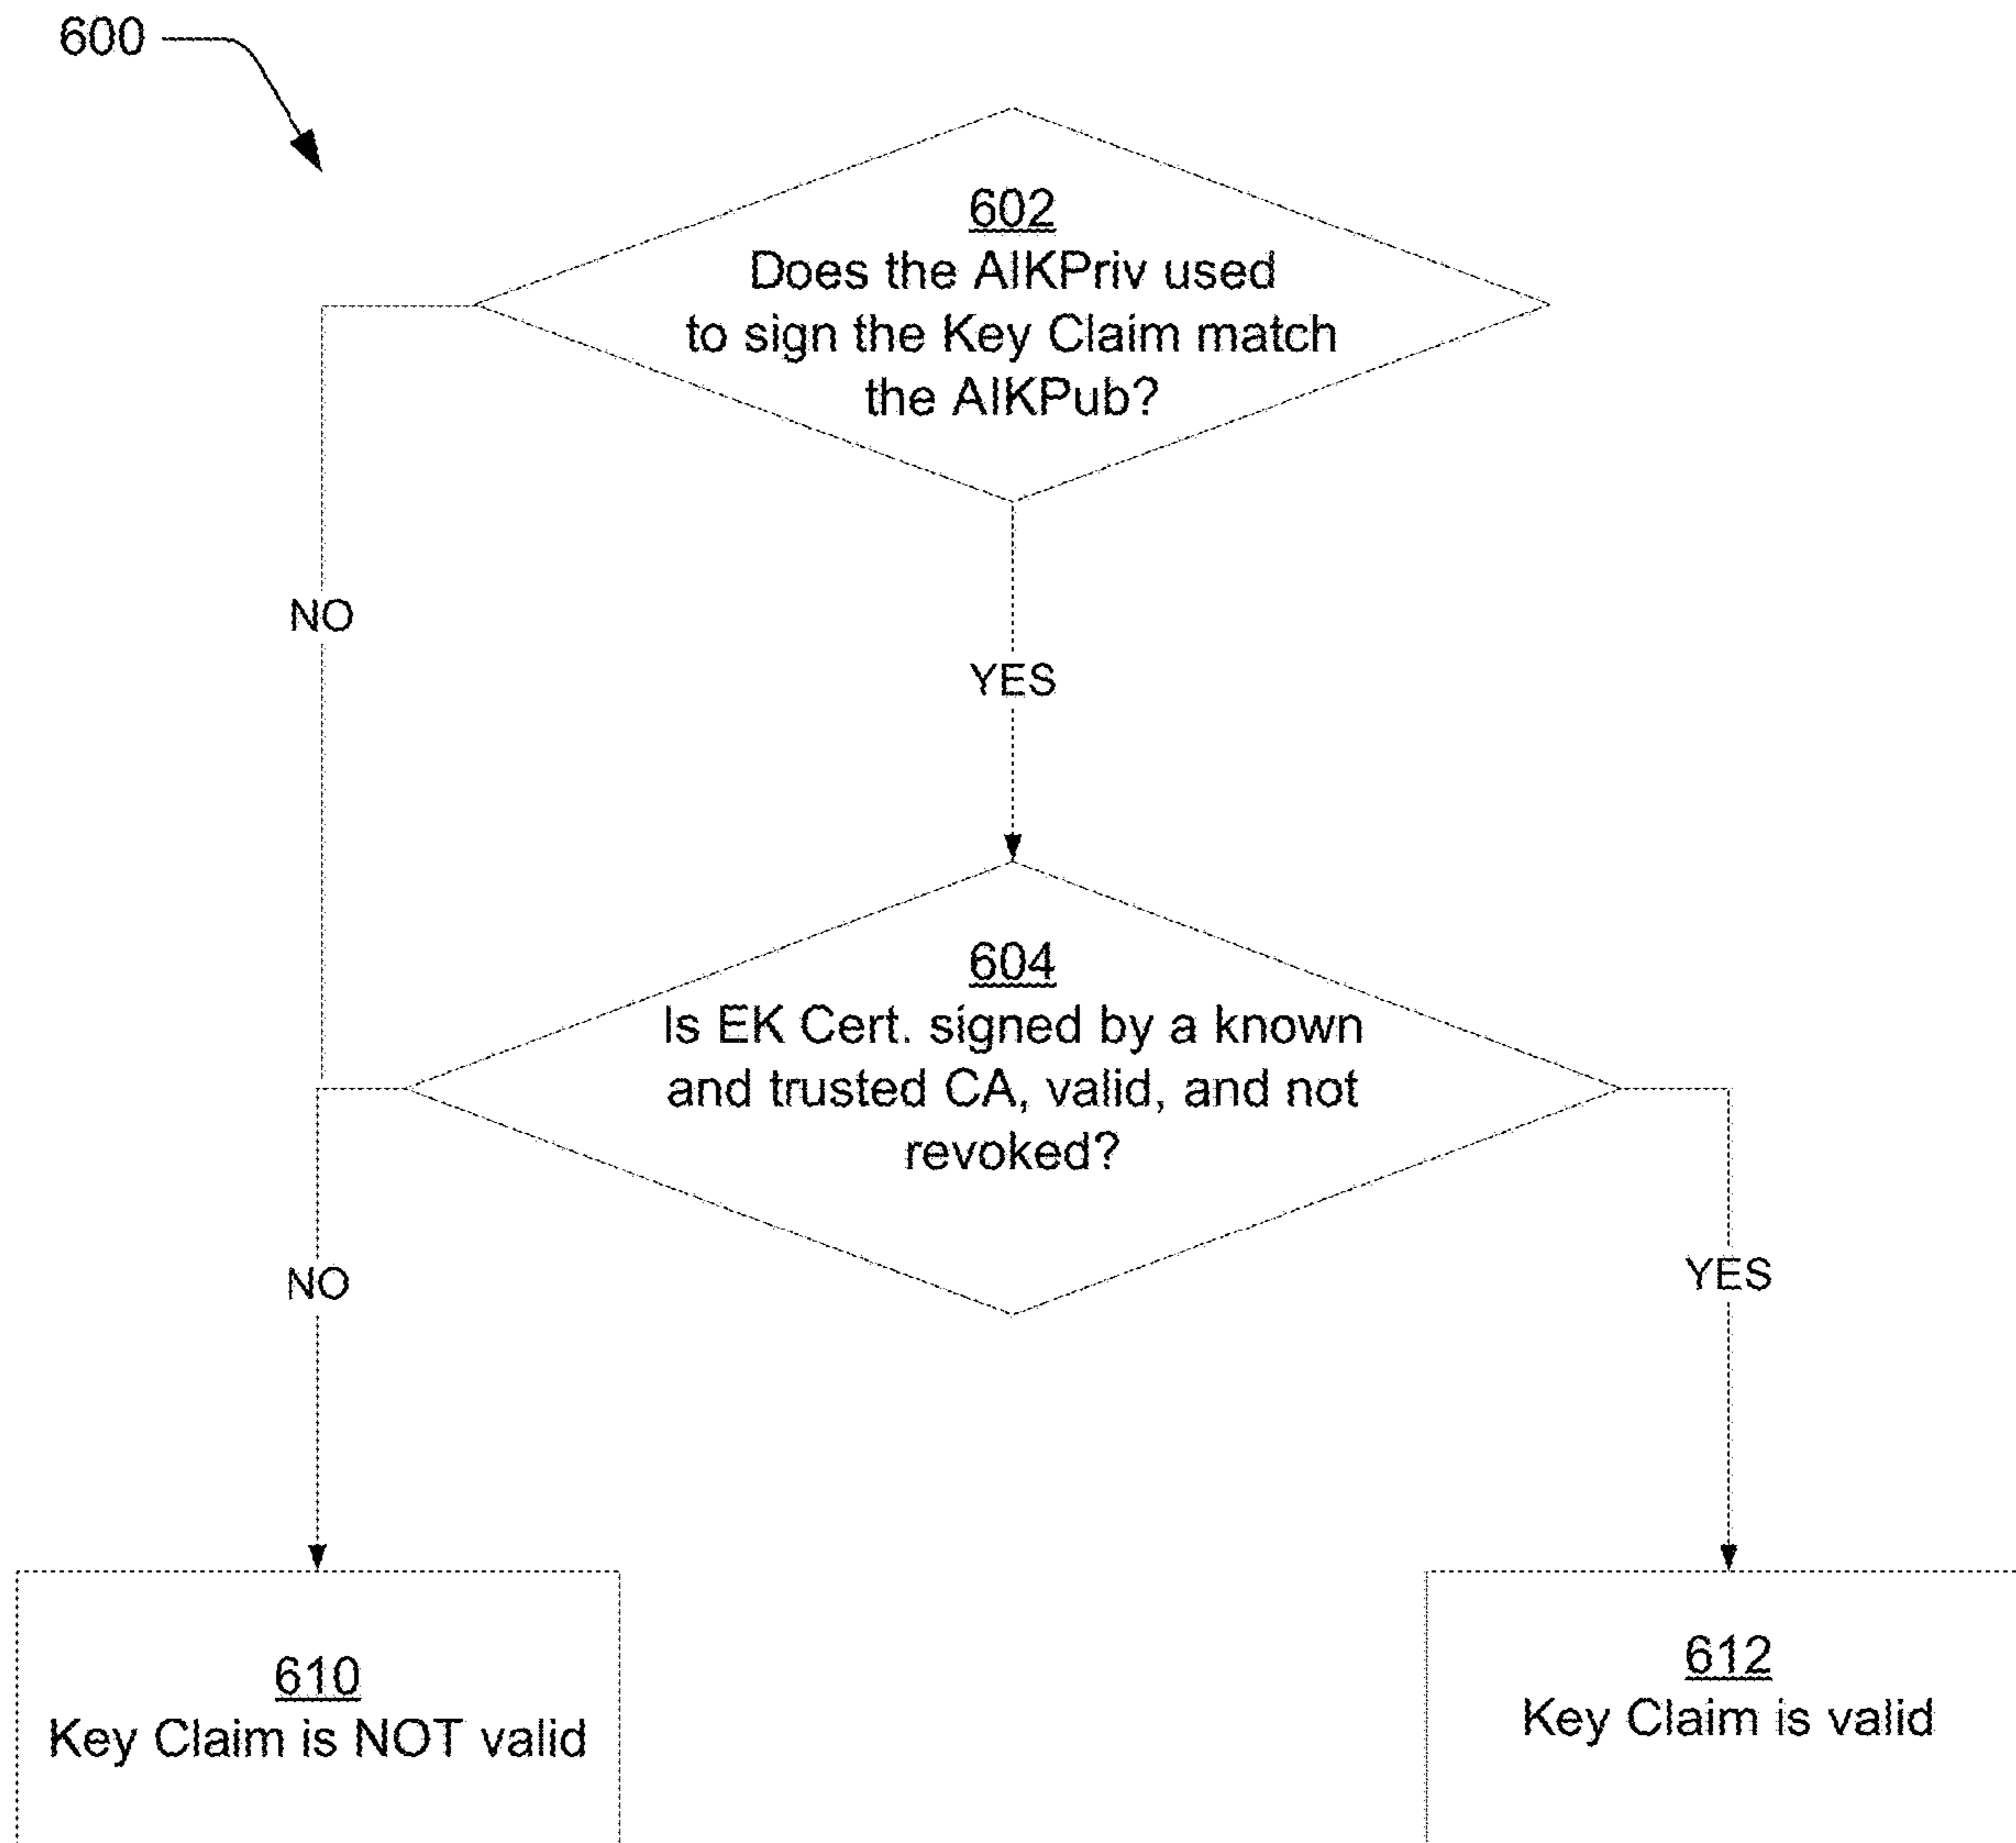 600
602
Does the AIKPriv used
to sign the Key Claim match
the AIKPub?
NO
YES
604
Is EK Cert. signed by a known
and trusted CA, valid, and not
revoked?
NO
YES
610
Key Claim is NOT valid
612
Key Claim is valid